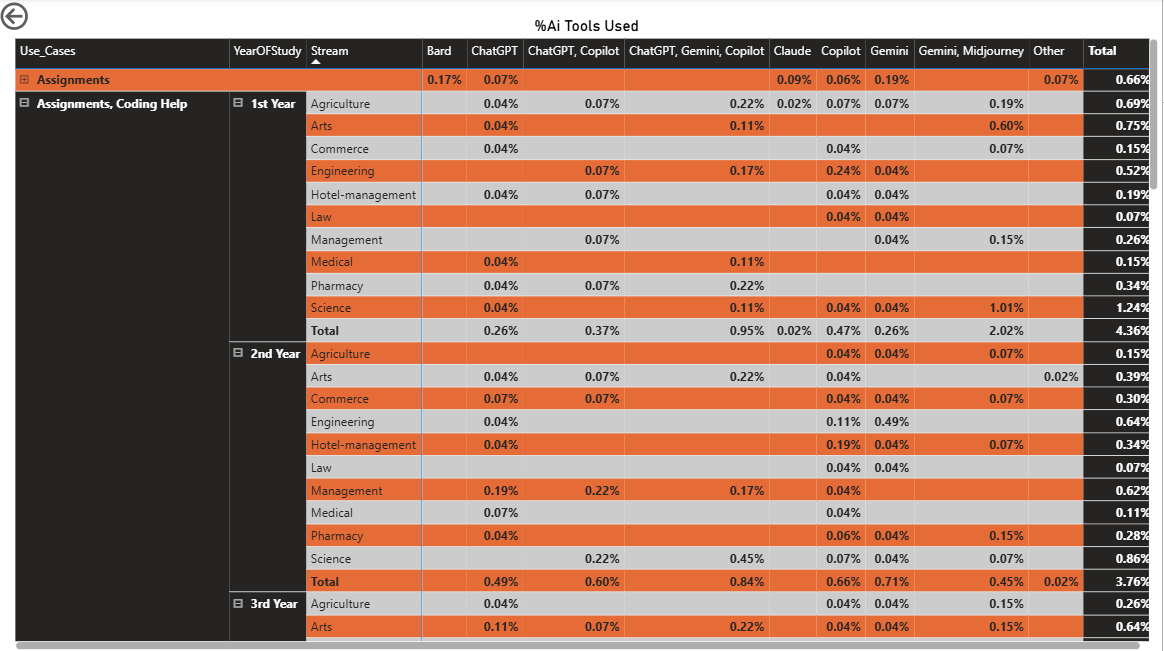 %Ai Tools Used
Use_Cases YearOFStudy Stream Bard ChatGPT ChatGPT, Copilot ChatGPT, Gemini, Copilot Claude Copilot Gemini Gemini, Midjourney Other Total
Assignments 0.17% 0.07% 0.09% 0.06% 0.19% 0.07% 0.66%
Assignments, Coding Help 1st Year Agriculture 0.04% 0.07% 0.22% 0.02% 0.07% 0.07% 0.19% 0.69%
Arts 0.04% 0.11% 0.60% 0.75%
Commerce 0.04% 0.04% 0.07% 0.15%
Engineering 0.07% 0.17% 0.24% 0.04% 0.52%
Hotel-management 0.04% 0.07% 0.04% 0.04% 0.19%
Law 0.04% 0.04% 0.07%
Management 0.07% 0.04% 0.15% 0.26%
Medical 0.04% 0.11% 0.15%
Pharmacy 0.04% 0.07% 0.22% 0.34%
Science 0.04% 0.11% 0.04% 0.04% 1.01% 1.24%
Total 0.26% 0.37% 0.95% 0.02% 0.47% 0.26% 2.02% 4.36%
2nd Year Agriculture 0.04% 0.04% 0.07% 0.15%
Arts 0.04% 0.07% 0.22% 0.04% 0.02% 0.39%
Commerce 0.07% 0.07% 0.04% 0.04% 0.07% 0.30%
Engineering 0.04% 0.11% 0.49% 0.64%
Hotel-management 0.04% 0.19% 0.04% 0.07% 0.34%
Law 0.04% 0.04% 0.07%
Management 0.19% 0.22% 0.17% 0.04% 0.62%
Medical 0.07% 0.04% 0.11%
Pharmacy 0.04% 0.06% 0.04% 0.15% 0.28%
Science 0.22% 0.45% 0.07% 0.04% 0.07% 0.86%
Total 0.49% 0.60% 0.84% 0.66% 0.71% 0.45% 0.02% 3.76%
3rd Year Agriculture 0.04% 0.04% 0.04% 0.15% 0.26%
Arts 0.11% 0.07% 0.22% 0.04% 0.04% 0.15% 0.64%